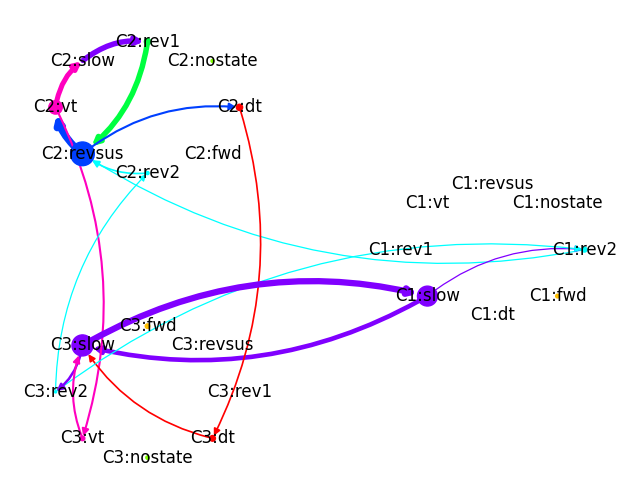 C2:rev1
C2:slow
C2:nostate
C2:vt
C2:dt
C2:revsus
C2:fwd
C2:rev2
C1:revsus
C1:vt
C1:nostate
C1:rev1
C1:rev2
C1:slow
C1:fwd
C1:dt
C3:fwd
C3:slow
C3:revsus
C3:rev2
C3:rev1
C3:vt
C3:dt
C3:nostate